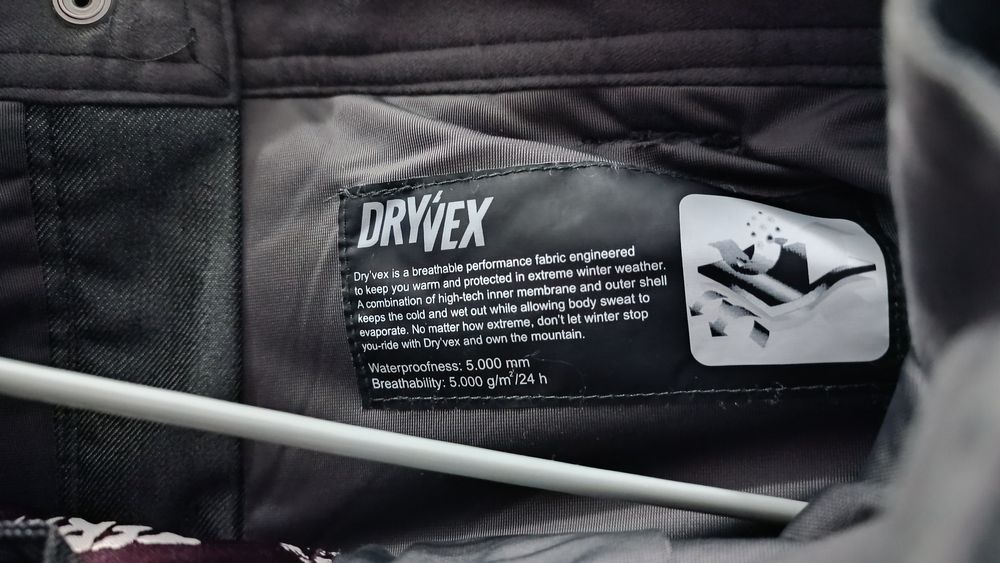 DRY'VEX
Dry'vex is a breathable performance fabric engineered
to keep you warm and protected in extreme winter weather.
A combination of high-tech inner membrane and outer shell
keeps the cold and wet out while allowing body sweat to
evaporate. No matter how extreme, don't let winter stop
you-ride with Dry'vex and own the mountain.
Waterproofness: 5.000 mm
Breathability: 5.000 g/m²/24 h